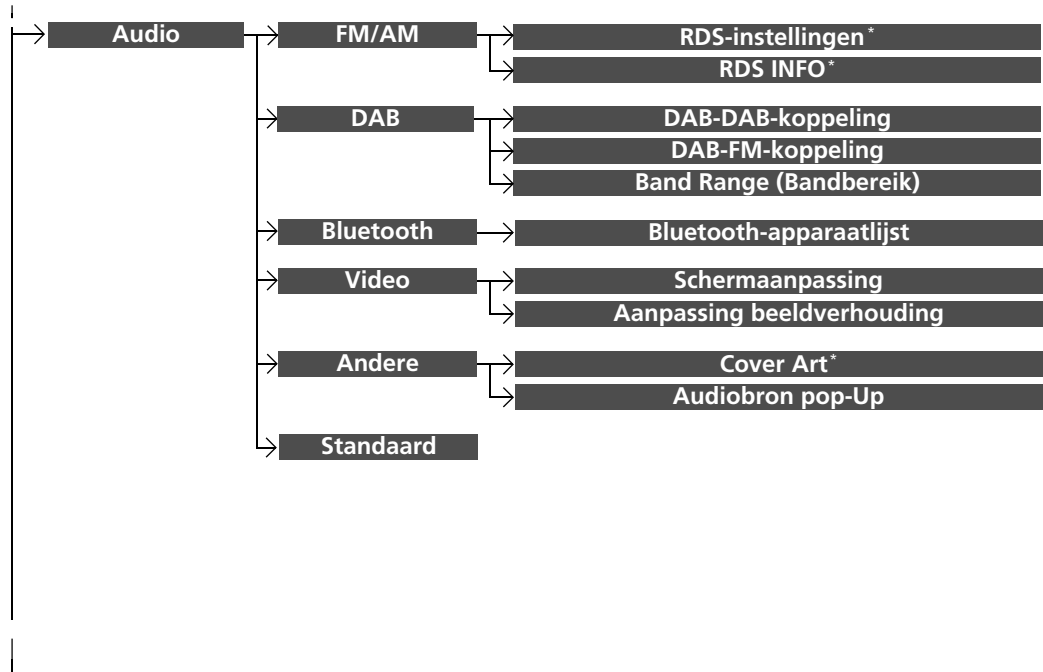 Audio
FM/AM
RDS-instellingen*
RDS INFO*
DAB
DAB-DAB-koppeling
DAB-FM-koppeling
Band Range (Bandbereik)
Bluetooth
Bluetooth-apparaatlijst
Video
Schermaanpassing
Aanpassing beeldverhouding
Andere
Cover Art*
Audiobron pop-Up
Standaard